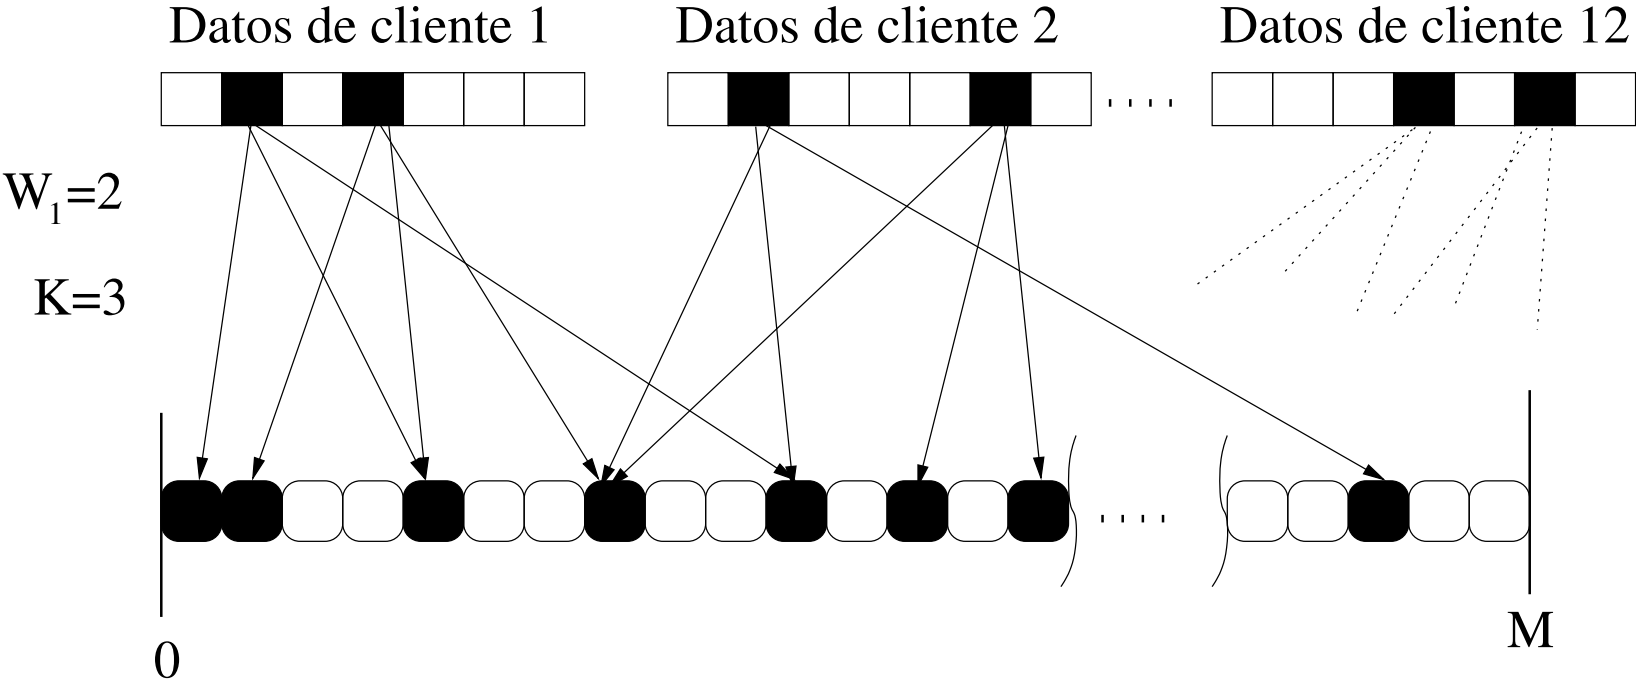 Datos de cliente 1
Datos de cliente 2
Datos de cliente 12
W₁=2
K=3
0
M